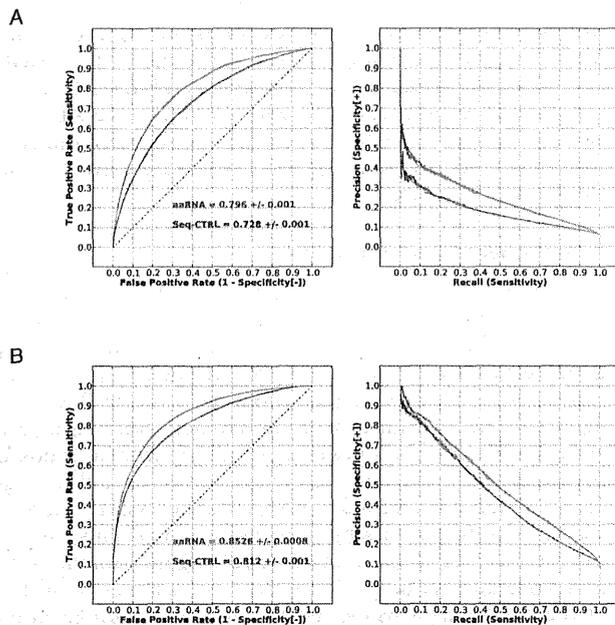 A
1.0
0.9
0.8
0.7
0.6
0.5
0.4
0.3
0.2
0.1
0.0
True Positive Rate (Sensitivity)
aaRNA = 0.796 +/- 0.001
Seq-CTRL = 0.728 +/- 0.001
0.0 0.1 0.2 0.3 0.4 0.5 0.6 0.7 0.8 0.9 1.0
False Positive Rate (1 - Specificity[-])
1.0
0.9
0.8
0.7
0.6
0.5
0.4
0.3
0.2
0.1
0.0
Precision (Specificity[+])
0.0 0.1 0.2 0.3 0.4 0.5 0.6 0.7 0.8 0.9 1.0
Recall (Sensitivity)
B
1.0
0.9
0.8
0.7
0.6
0.5
0.4
0.3
0.2
0.1
0.0
True Positive Rate (Sensitivity)
aaRNA = 0.8526 +/- 0.0008
Seq-CTRL = 0.812 +/- 0.001
0.0 0.1 0.2 0.3 0.4 0.5 0.6 0.7 0.8 0.9 1.0
False Positive Rate (1 - Specificity[-])
1.0
0.9
0.8
0.7
0.6
0.5
0.4
0.3
0.2
0.1
0.0
Precision (Specificity[+])
0.0 0.1 0.2 0.3 0.4 0.5 0.6 0.7 0.8 0.9 1.0
Recall (Sensitivity)